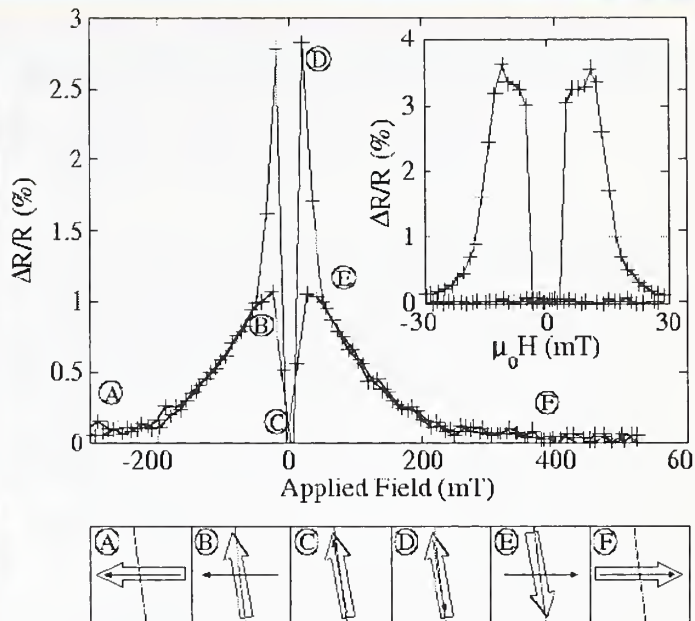 3
2.5
2
1.5
1
0.5
0
ΔR/R (%)
-200
0
200
400
60
Applied Field (mT)
A
B
C
D
E
F
4
3
2
1
0
ΔR/R (%)
-30
0
30
μ₀H (mT)
A
B
C
D
E
F